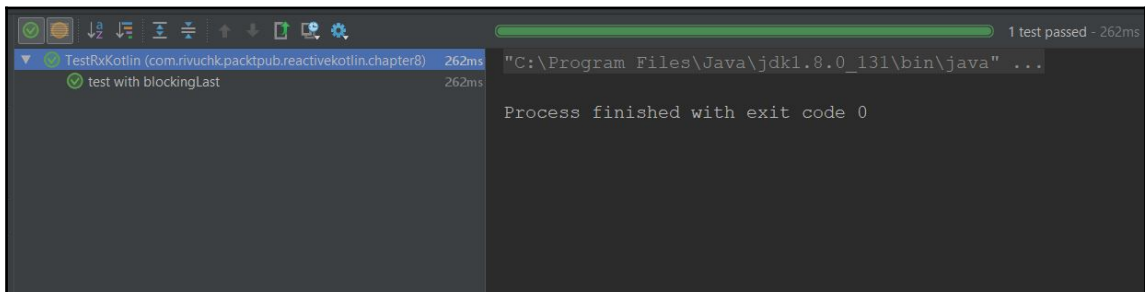 1 test passed - 262ms
TestRxKotlin (com.rivuchk.packtpub.reactivekotlin.chapter8) 262ms
test with blockingLast 262ms
"C:\Program Files\Java\jdk1.8.0_131\bin\java" ...
Process finished with exit code 0